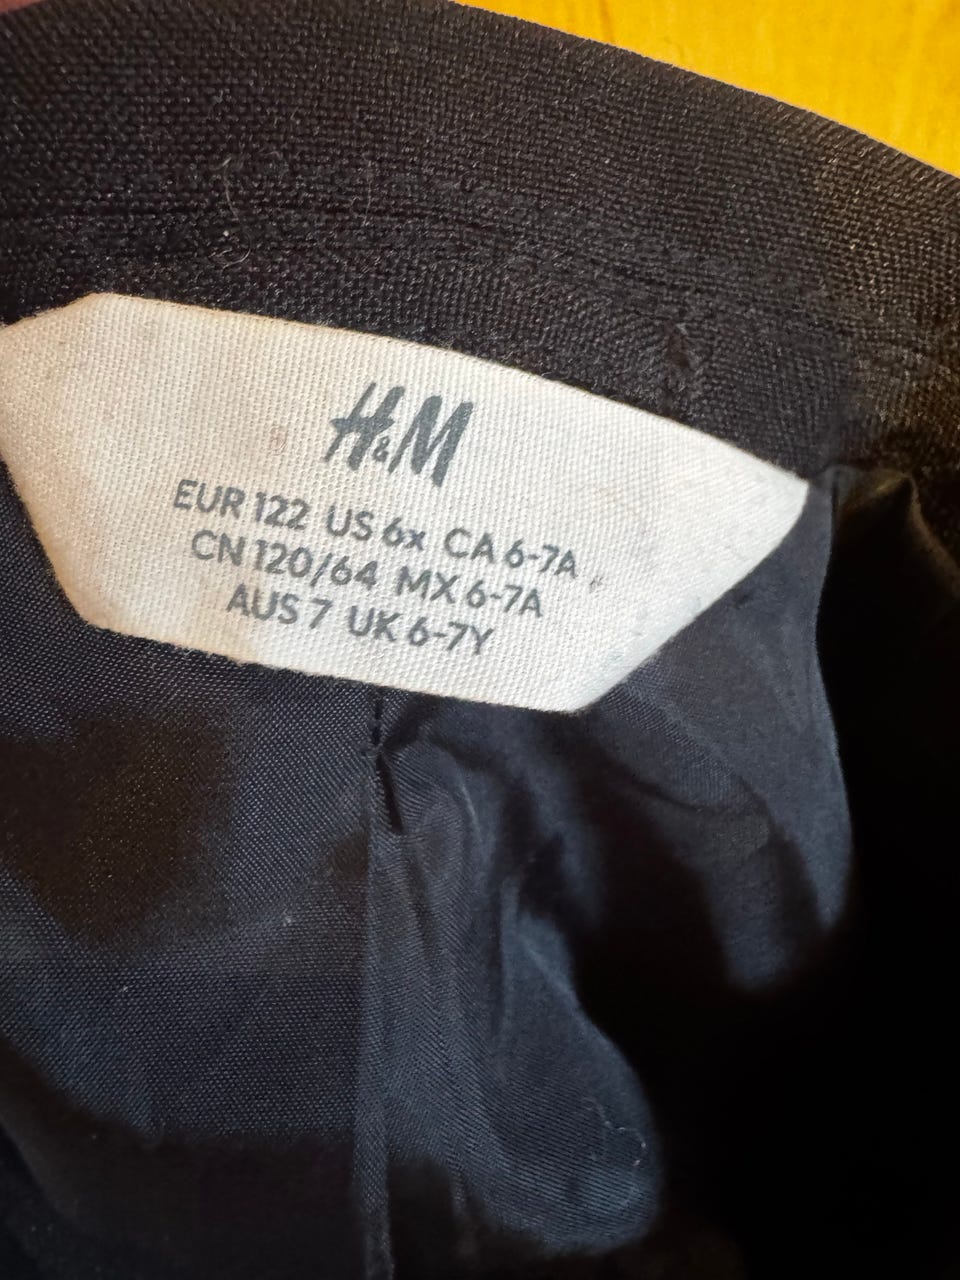 H&M
EUR 122 US 6x CA 6-7A
CN 120/64 MX 6-7A
AUS 7 UK 6-7Y